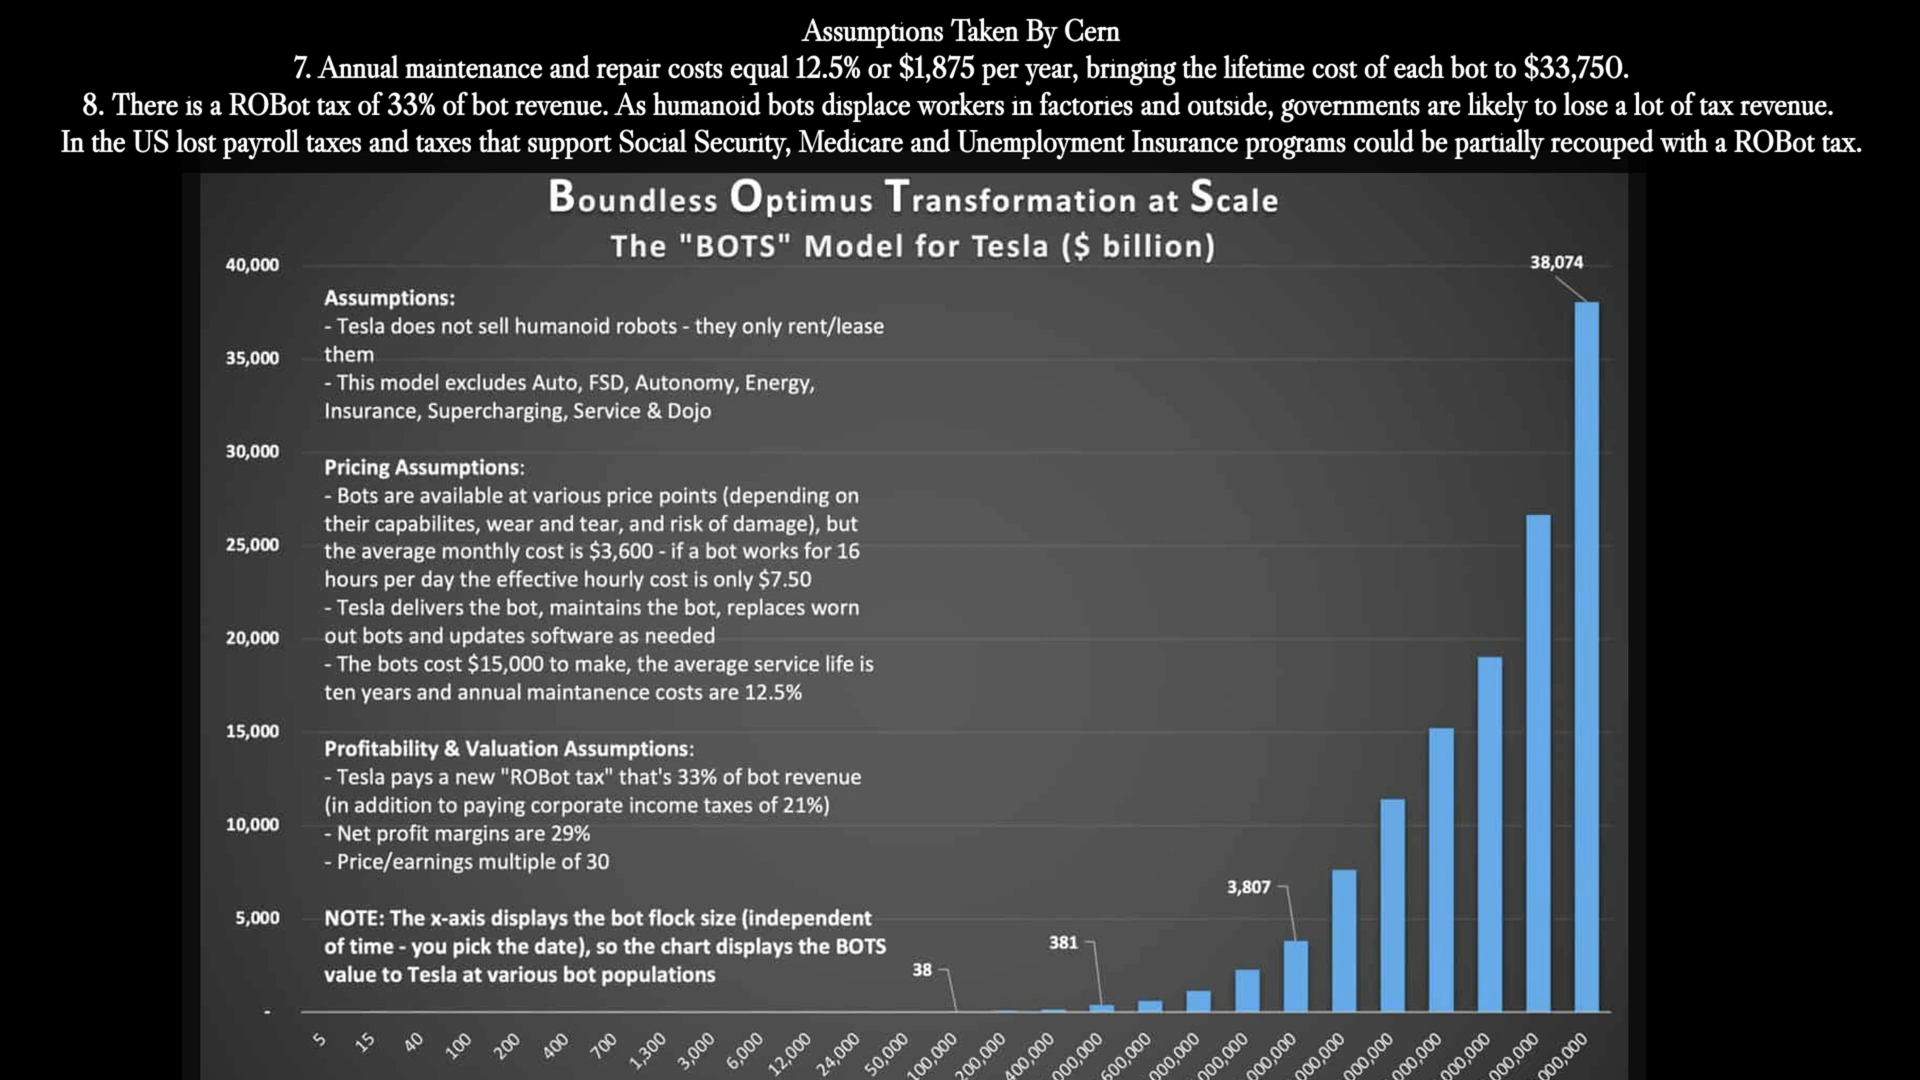 Assumptions Taken By Cern
7. Annual maintenance and repair costs equal 12.5% or $1,875 per year, bringing the lifetime cost of each bot to $33,750.
8. There is a ROBot tax of 33% of bot revenue. As humanoid bots displace workers in factories and outside, governments are likely to lose a lot of tax revenue.
In the US lost payroll taxes and taxes that support Social Security, Medicare and Unemployment Insurance programs could be partially recouped with a ROBot tax.
Boundless Optimus Transformation at Scale
The "BOTS" Model for Tesla ($ billion)
40,000
35,000
30,000
25,000
20,000
15,000
10,000
5,000
-
Assumptions:
- Tesla does not sell humanoid robots - they only rent/lease
them
- This model excludes Auto, FSD, Autonomy, Energy,
Insurance, Supercharging, Service & Dojo
Pricing Assumptions:
- Bots are available at various price points (depending on
their capabilites, wear and tear, and risk of damage), but
the average monthly cost is $3,600 - if a bot works for 16
hours per day the effective hourly cost is only $7.50
- Tesla delivers the bot, maintains the bot, replaces worn
out bots and updates software as needed
- The bots cost $15,000 to make, the average service life is
ten years and annual maintanence costs are 12.5%
Profitability & Valuation Assumptions:
- Tesla pays a new "ROBot tax" that's 33% of bot revenue
(in addition to paying corporate income taxes of 21%)
- Net profit margins are 29%
- Price/earnings multiple of 30
NOTE: The x-axis displays the bot flock size (independent
of time - you pick the date), so the chart displays the BOTS
value to Tesla at various bot populations
38
381
3,807
38,074
5
15
40
100
200
400
700
1,300
3,000
6,000
12,000
24,000
50,000
100,000
200,000
400,000